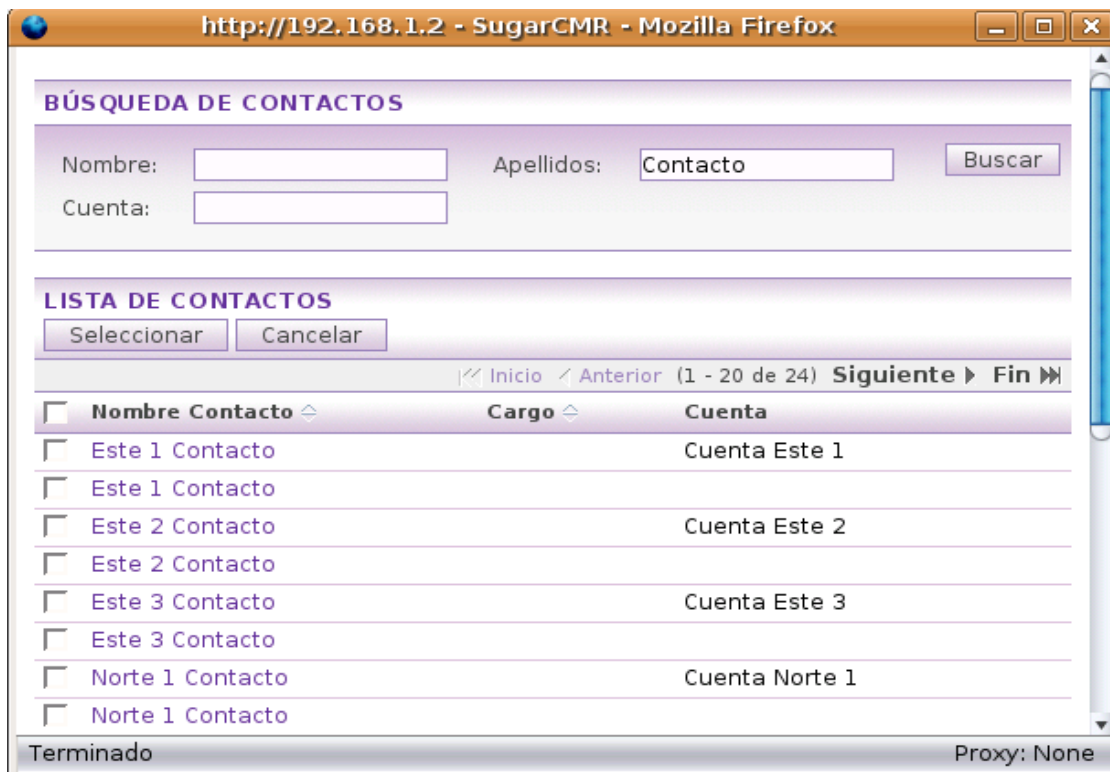 http://192.168.1.2 - SugarCMR - Mozilla Firefox
BÚSQUEDA DE CONTACTOS
Nombre: Apellidos: Contacto Buscar
Cuenta:
LISTA DE CONTACTOS
Seleccionar Cancelar
Inicio Anterior (1 - 20 de 24) Siguiente Fin
Nombre Contacto Cargo Cuenta
Este 1 Contacto Cuenta Este 1
Este 1 Contacto
Este 2 Contacto Cuenta Este 2
Este 2 Contacto
Este 3 Contacto Cuenta Este 3
Este 3 Contacto
Norte 1 Contacto Cuenta Norte 1
Norte 1 Contacto
Terminado Proxy: None